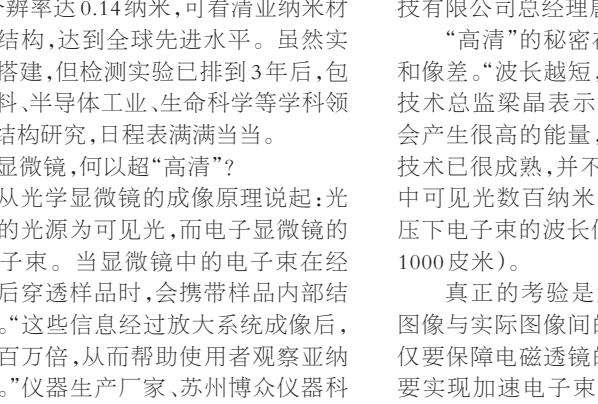 辨率达0.14纳米，可看清亚纳米材
结构，达到全球先进水平。虽然实
搭建，但检测实验已排到3年后，包
料、半导体工业、生命科学等学科领
结构研究，日程表满满当当。
显微镜，何以超“高清”？
从光学显微镜的成像原理说起：光
的光源为可见光，而电子显微镜的
子束。当显微镜中的电子束在经
后穿透样品时，会携带样品内部结
。“这些信息经过放大系统成像后，
百万倍，从而帮助使用者观察亚纳
。”仪器生产厂家、苏州博众仪器科
技有限公司总经理
“高清”的秘密在
和像差。“波长越短，
技术总监梁晶表示
会产生很高的能量，
技术已很成熟，并不
中可见光数百纳米
压下电子束的波长
1000皮米）。
真正的考验是
图像与实际图像间的
仅要保障电磁透镜的
要实现加速电子束